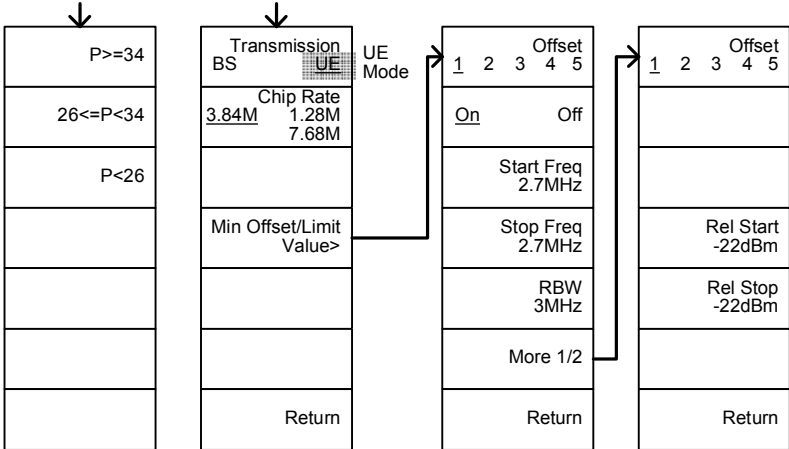 P>=34
26<=P<34
P<26
Transmission
BS UE
UE
Mode
Chip Rate
3.84M 1.28M
7.68M
Min Offset/Limit
Value>
Return
Offset
1 2 3 4 5
On Off
Start Freq
2.7MHz
Stop Freq
2.7MHz
RBW
3MHz
More 1/2
Return
Offset
1 2 3 4 5
Rel Start
-22dBm
Rel Stop
-22dBm
Return